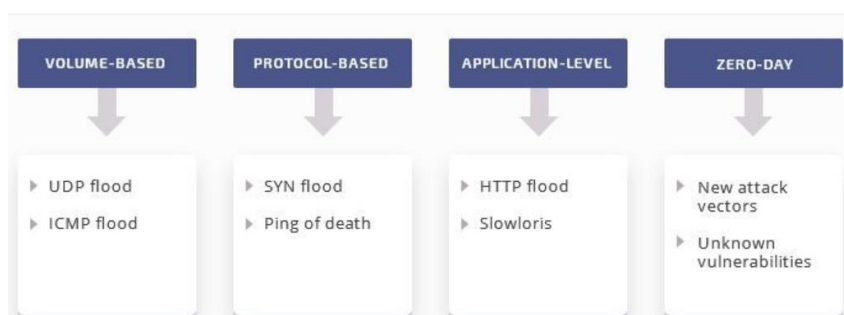 VOLUME-BASED
UDP flood
ICMP flood
PROTOCOL-BASED
SYN flood
Ping of death
APPLICATION-LEVEL
HTTP flood
Slowloris
ZERO-DAY
New attack
vectors
Unknown
vulnerabilities